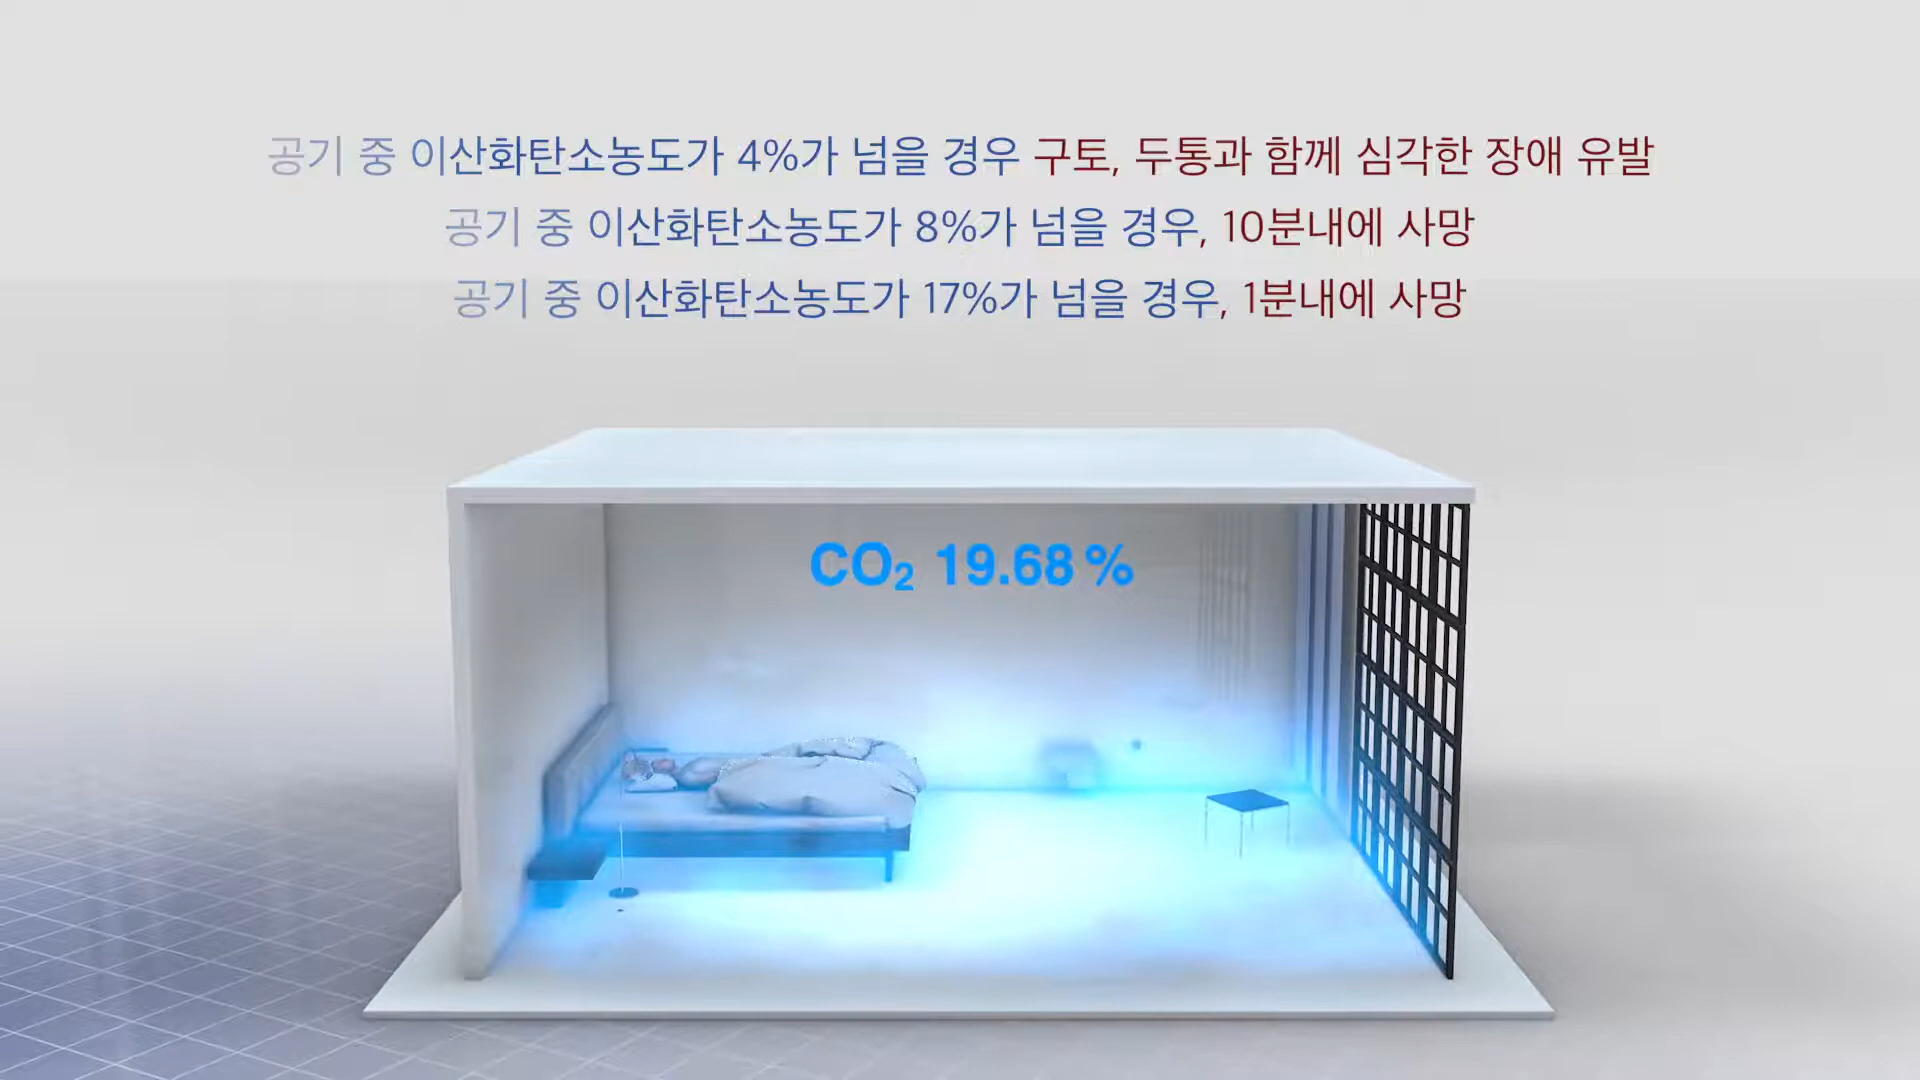 공기 중 이산화탄소농도가 4%가 넘을 경우 구토, 두통과 함께 심각한 장애 유발
공기 중 이산화탄소농도가 8%가 넘을 경우, 10분내에 사망
공기 중 이산화탄소농도가 17%가 넘을 경우, 1분내에 사망
CO₂ 19.68%